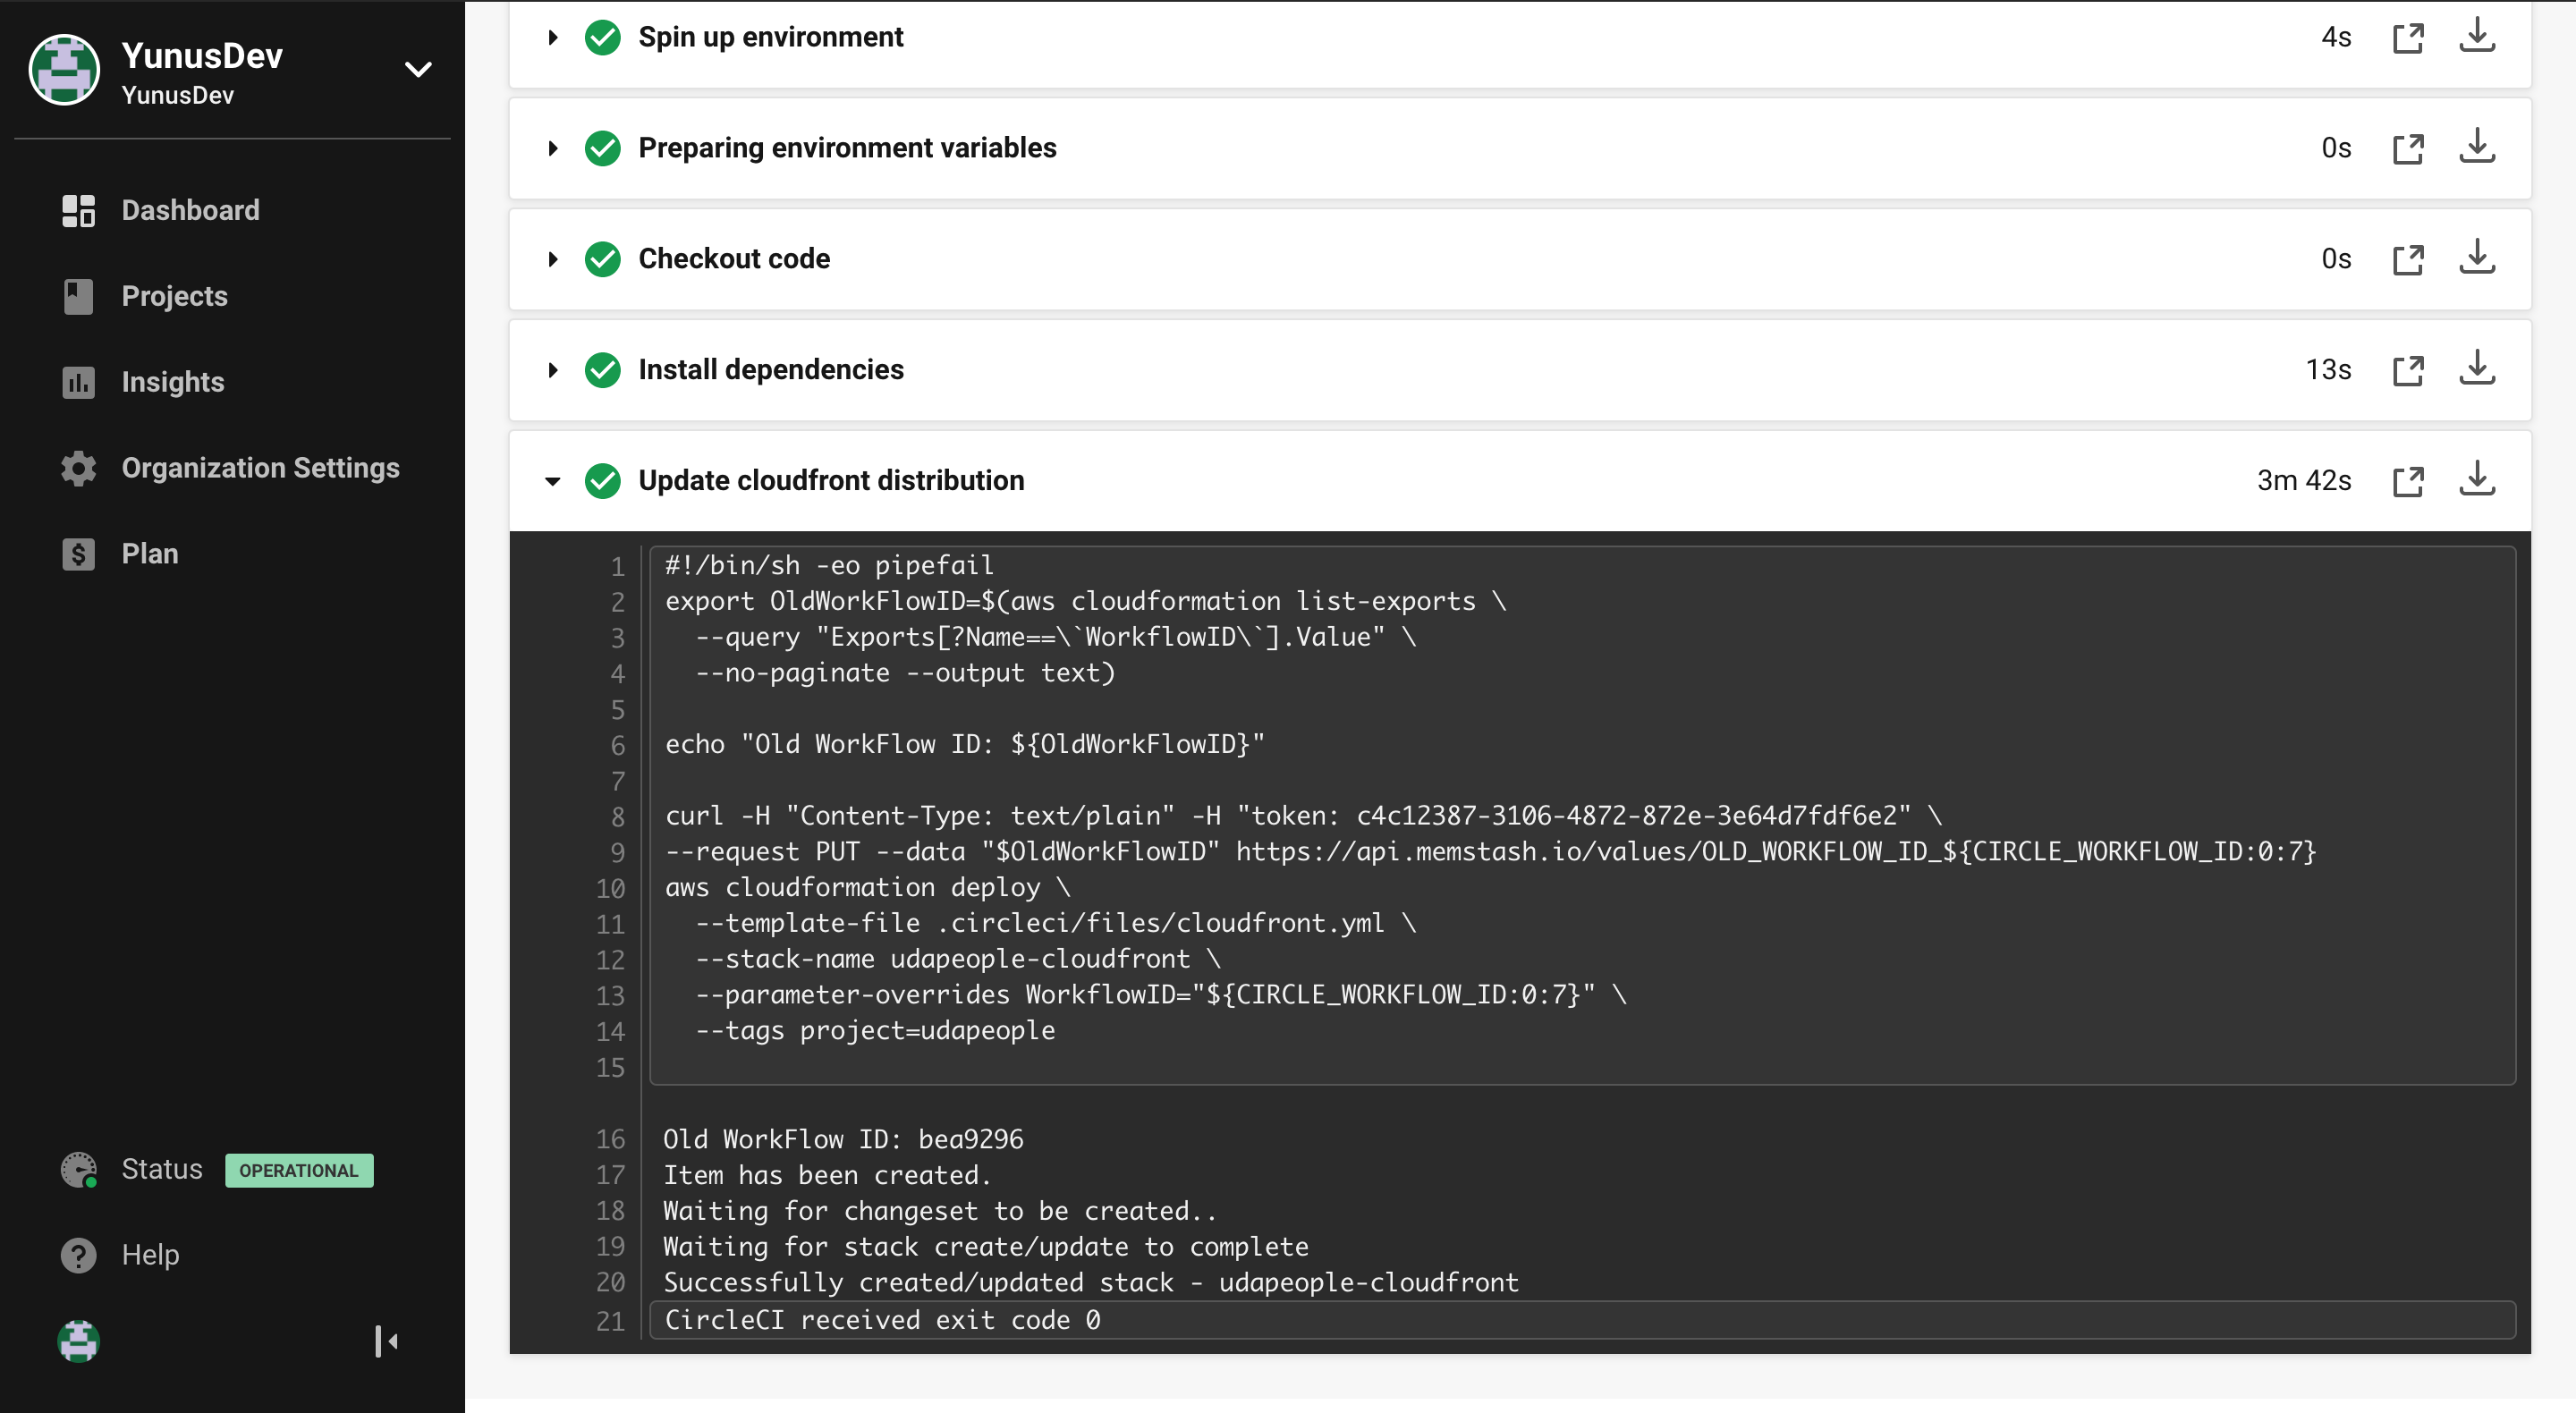 YunusDev
YunusDev
Dashboard
Projects
Insights
Organization Settings
Plan
Status OPERATIONAL
Help
Spin up environment 4s
Preparing environment variables 0s
Checkout code 0s
Install dependencies 13s
Update cloudfront distribution 3m 42s
1 #!/bin/sh -eo pipefail
2 export OldWorkFlowID=$(aws cloudformation list-exports \
3   --query "Exports[?Name==\`WorkflowID\`].Value" \
4   --no-paginate --output text)
5
6 echo "Old WorkFlow ID: ${OldWorkFlowID}"
7
8 curl -H "Content-Type: text/plain" -H "token: c4c12387-3106-4872-872e-3e64d7fdf6e2" \
9 --request PUT --data "$OldWorkFlowID" https://api.memstash.io/values/OLD_WORKFLOW_ID_${CIRCLE_WORKFLOW_ID:0:7}
10 aws cloudformation deploy \
11   --template-file .circleci/files/cloudfront.yml \
12   --stack-name udapeople-cloudfront \
13   --parameter-overrides WorkflowID="${CIRCLE_WORKFLOW_ID:0:7}" \
14   --tags project=udapeople
15
16 Old WorkFlow ID: bea9296
17 Item has been created.
18 Waiting for changeset to be created..
19 Waiting for stack create/update to complete
20 Successfully created/updated stack - udapeople-cloudfront
21 CircleCI received exit code 0